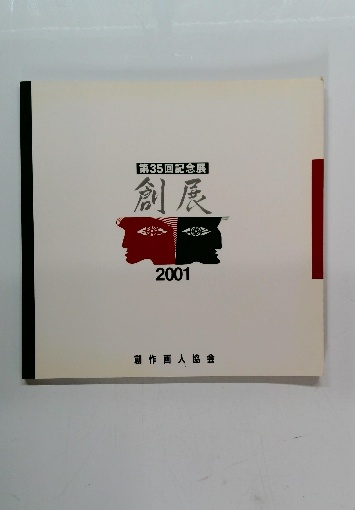 第35回記念展
創展
2001
創作画人協会